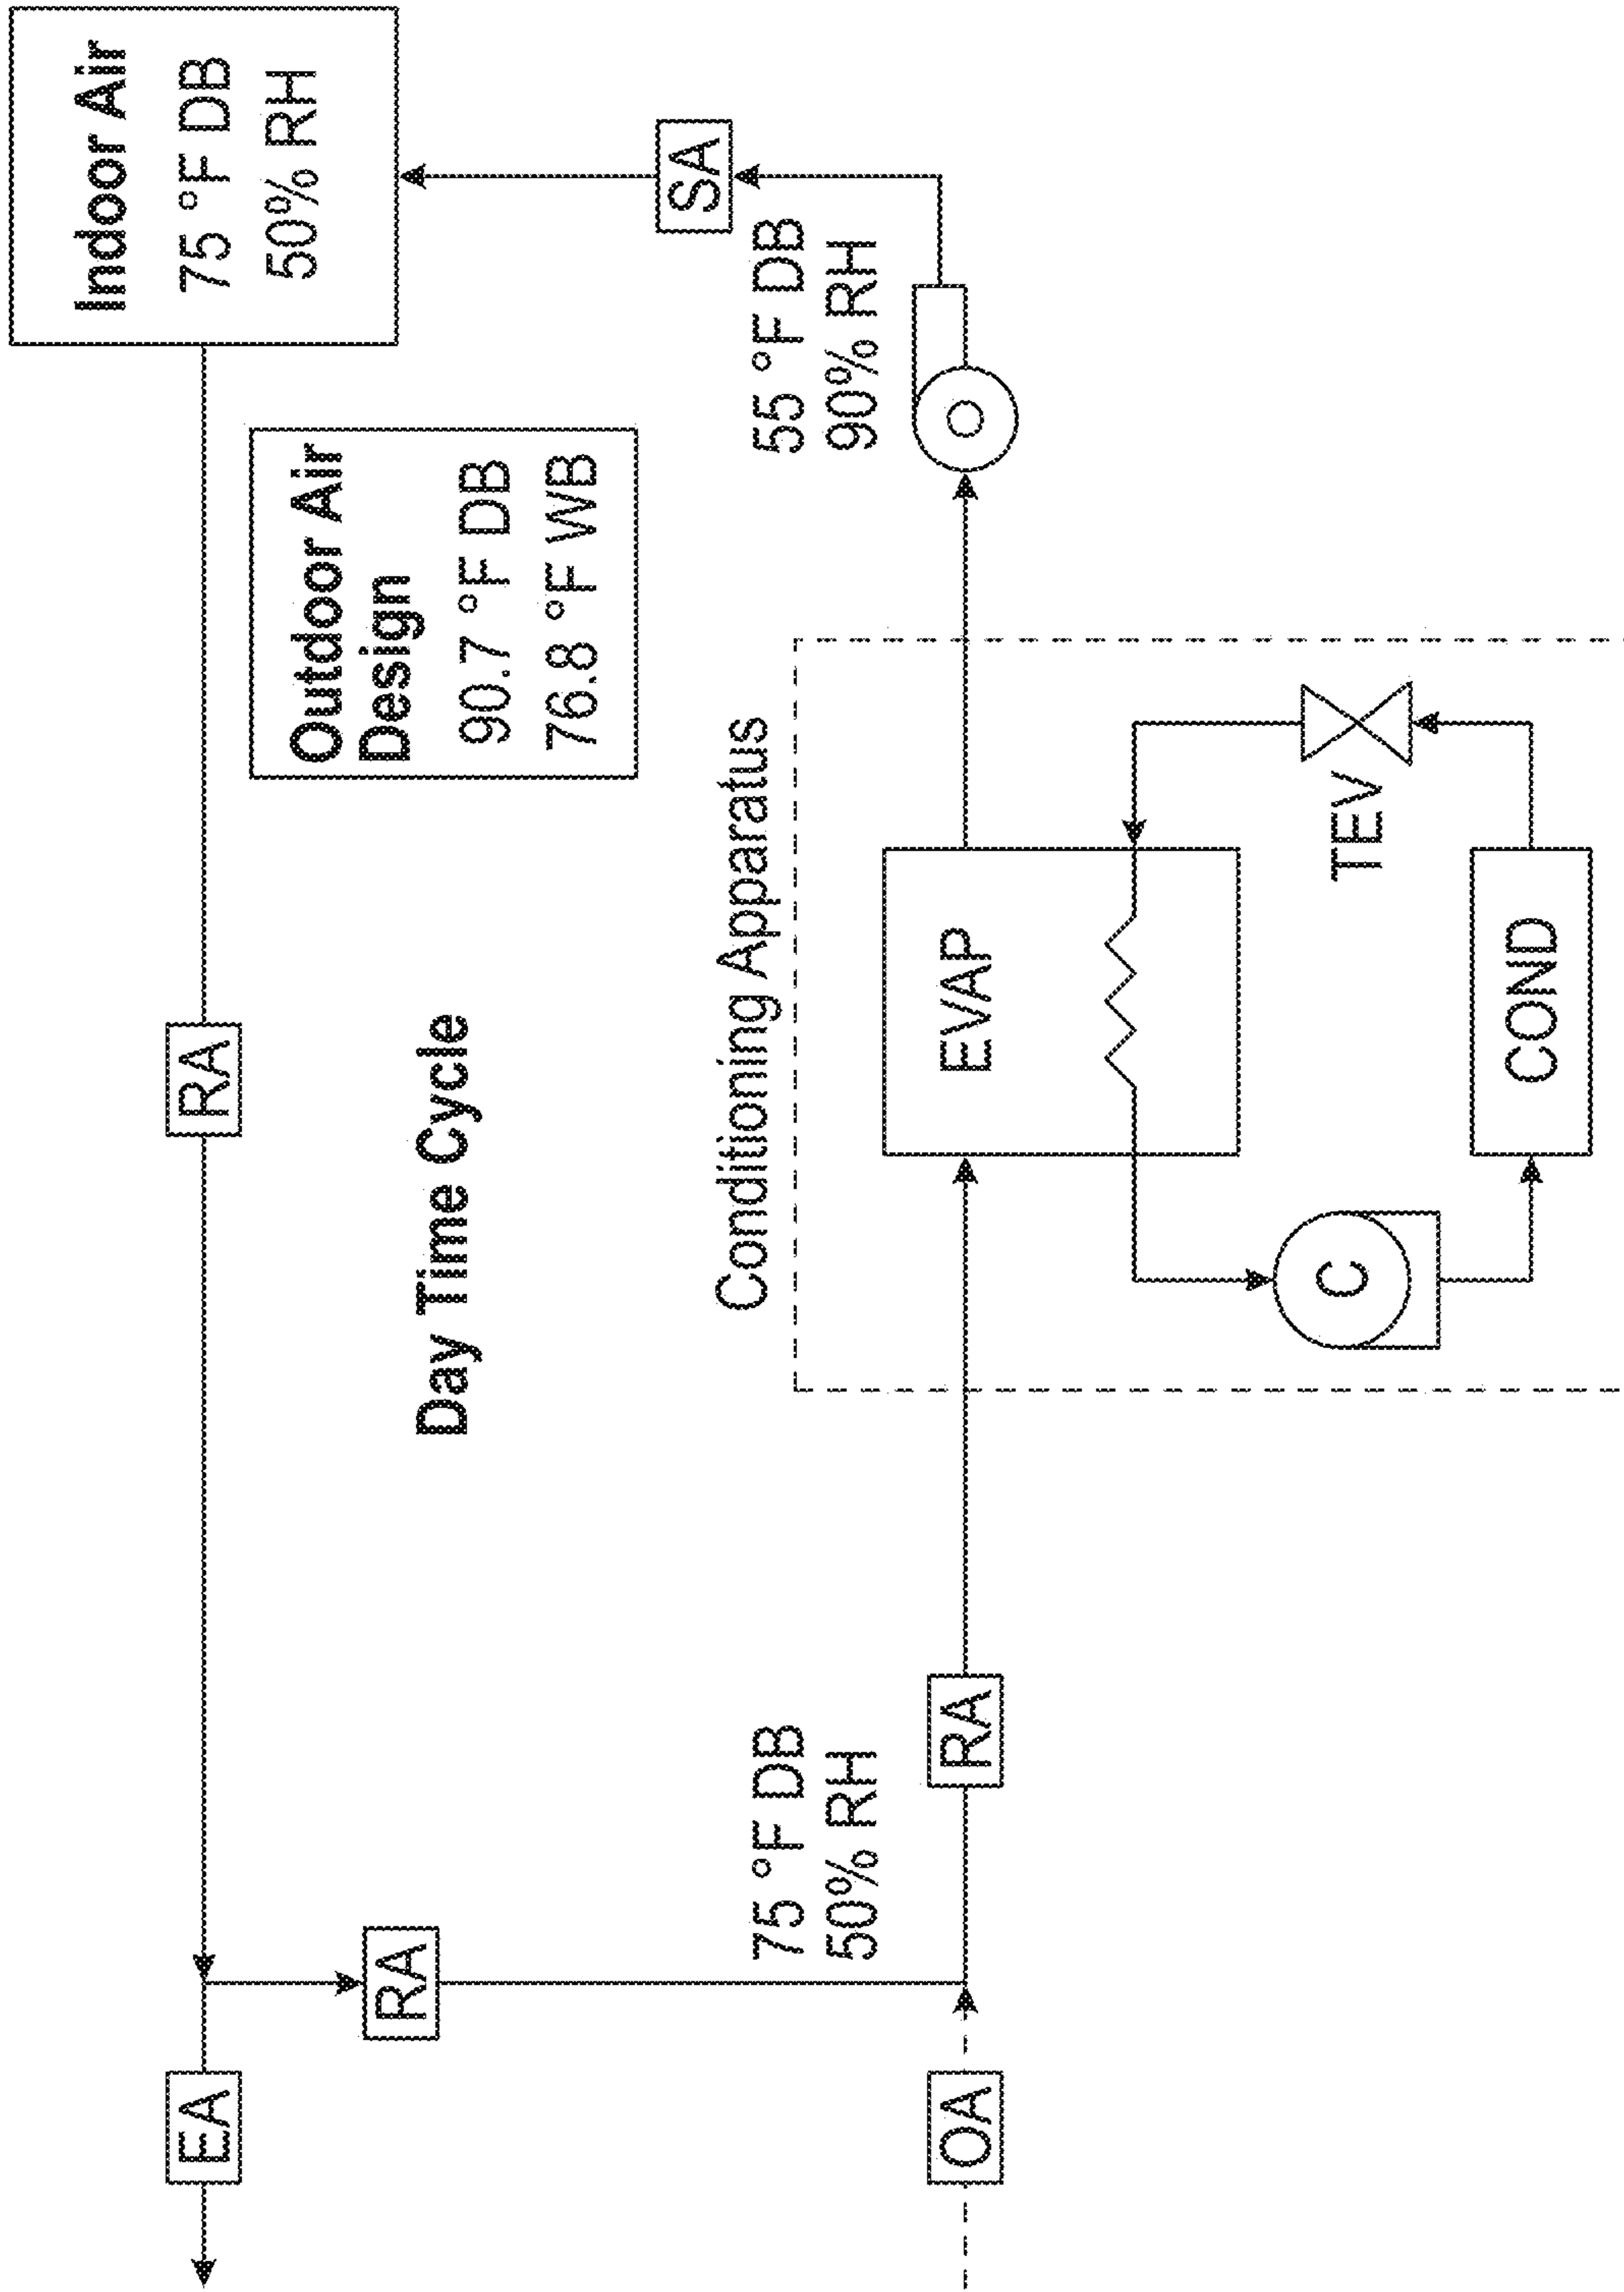 EA
RA
Indoor Air
75 °F DB
50% RH
RA
Outdoor Air
Design
90.7 °F DB
76.8 °F WB
Day Time Cycle
SA
75 °F DB
50% RH
Conditioning Apparatus
55 °F DB
90% RH
OA
RA
EVAP
C
TEV
COND